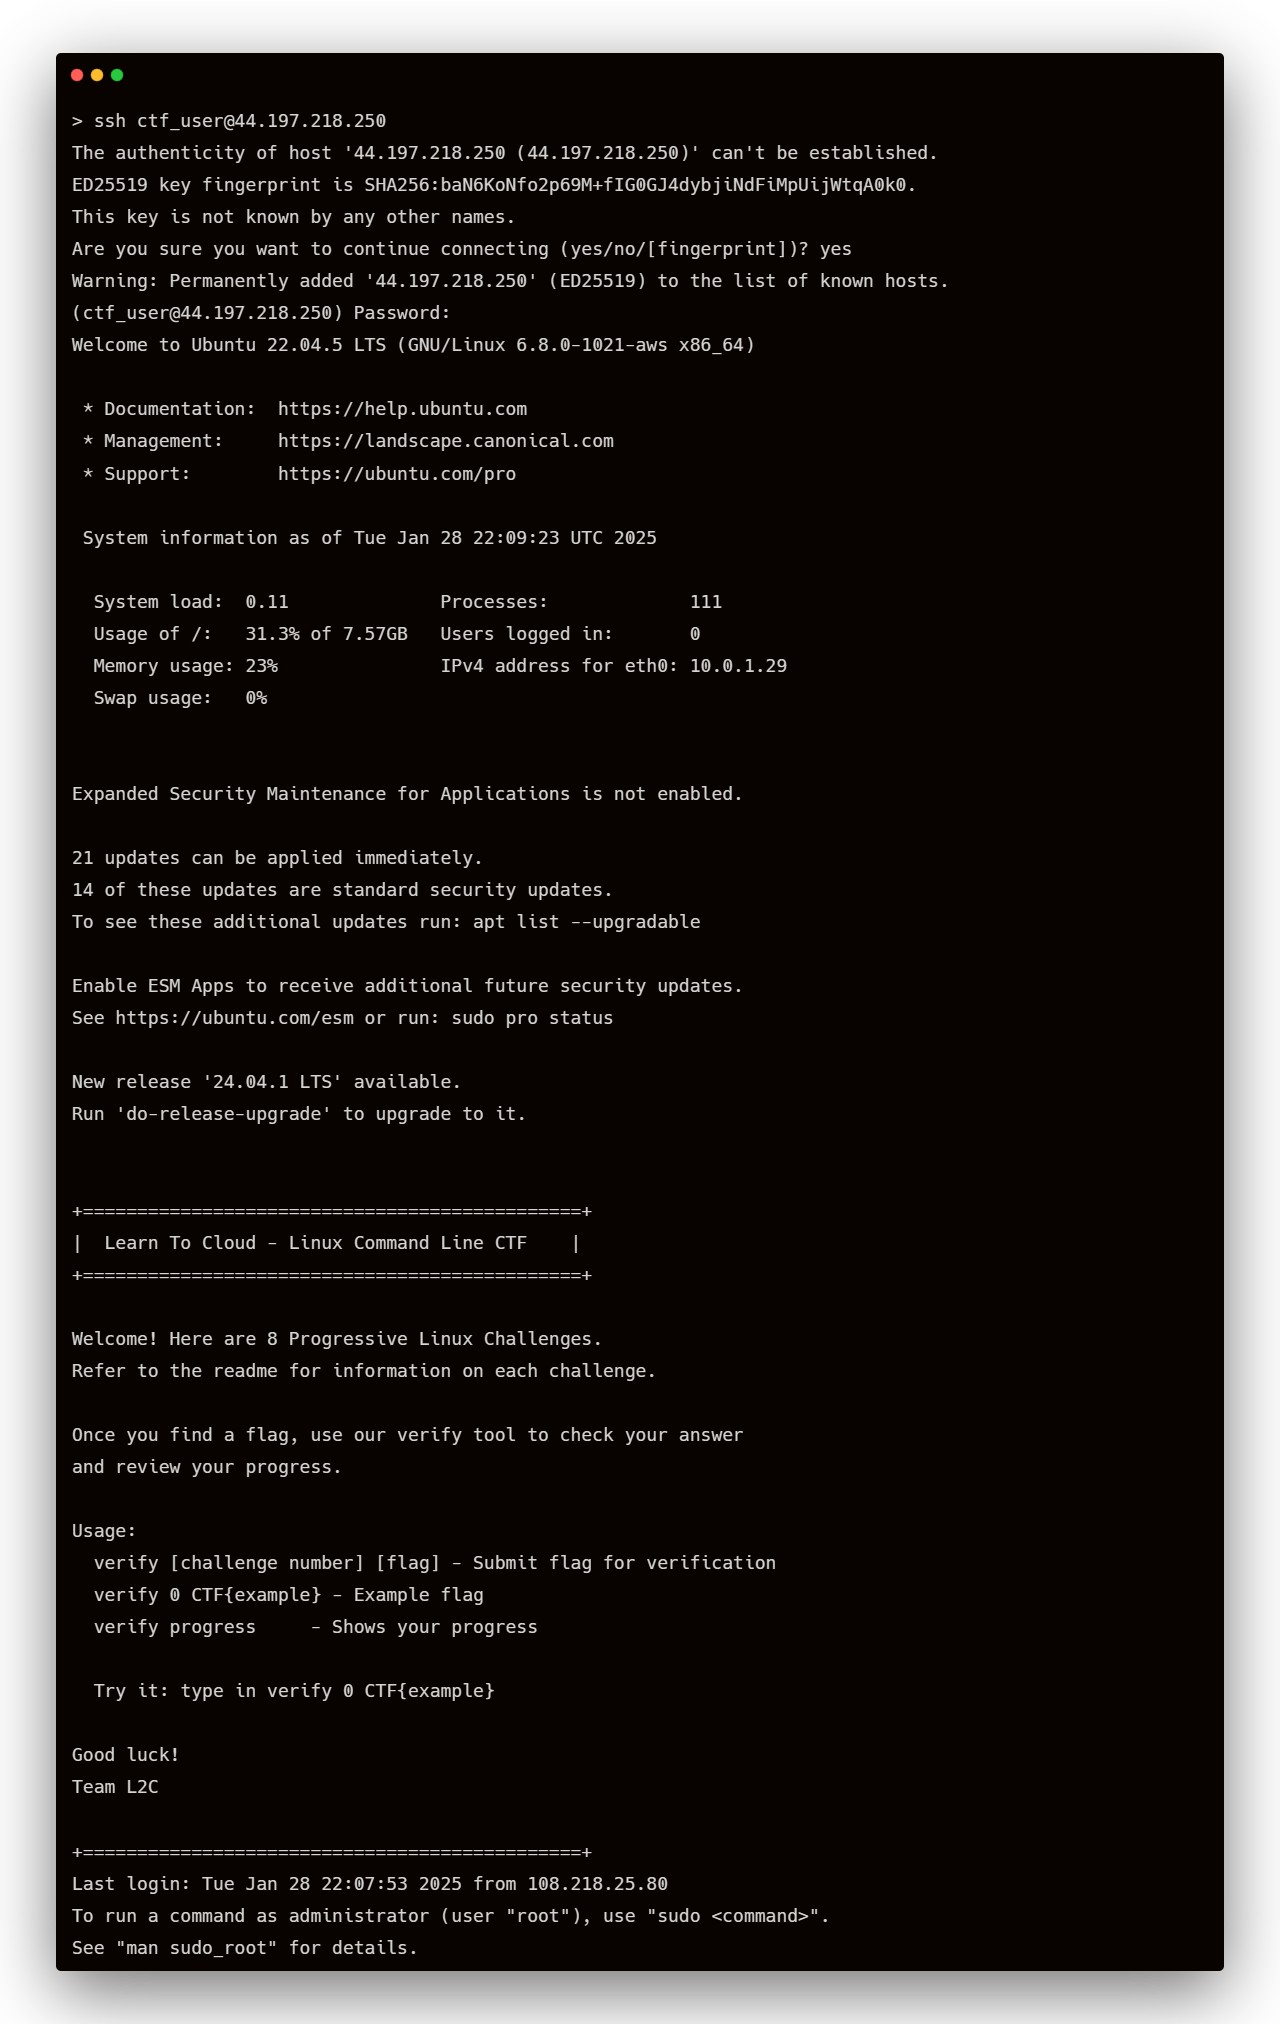 > ssh ctf_user@44.197.218.250
The authenticity of host '44.197.218.250 (44.197.218.250)' can't be established.
ED25519 key fingerprint is SHA256:baN6KoNfo2p69M+fIG0GJ4dybjiNdFiMpUijWtqA0k0.
This key is not known by any other names.
Are you sure you want to continue connecting (yes/no/[fingerprint])? yes
Warning: Permanently added '44.197.218.250' (ED25519) to the list of known hosts.
(ctf_user@44.197.218.250) Password:
Welcome to Ubuntu 22.04.5 LTS (GNU/Linux 6.8.0-1021-aws x86_64)

 * Documentation:  https://help.ubuntu.com
 * Management:     https://landscape.canonical.com
 * Support:        https://ubuntu.com/pro

 System information as of Tue Jan 28 22:09:23 UTC 2025

  System load:  0.11              Processes:             111
  Usage of /:   31.3% of 7.57GB   Users logged in:       0
  Memory usage: 23%               IPv4 address for eth0: 10.0.1.29
  Swap usage:   0%


Expanded Security Maintenance for Applications is not enabled.

21 updates can be applied immediately.
14 of these updates are standard security updates.
To see these additional updates run: apt list --upgradable

Enable ESM Apps to receive additional future security updates.
See https://ubuntu.com/esm or run: sudo pro status

New release '24.04.1 LTS' available.
Run 'do-release-upgrade' to upgrade to it.


+==============================================+
|  Learn To Cloud - Linux Command Line CTF    |
+==============================================+

Welcome! Here are 8 Progressive Linux Challenges.
Refer to the readme for information on each challenge.

Once you find a flag, use our verify tool to check your answer
and review your progress.

Usage:
  verify [challenge number] [flag] - Submit flag for verification
  verify 0 CTF{example} - Example flag
  verify progress     - Shows your progress

  Try it: type in verify 0 CTF{example}

Good luck!
Team L2C

+==============================================+
Last login: Tue Jan 28 22:07:53 2025 from 108.218.25.80
To run a command as administrator (user "root"), use "sudo <command>".
See "man sudo_root" for details.